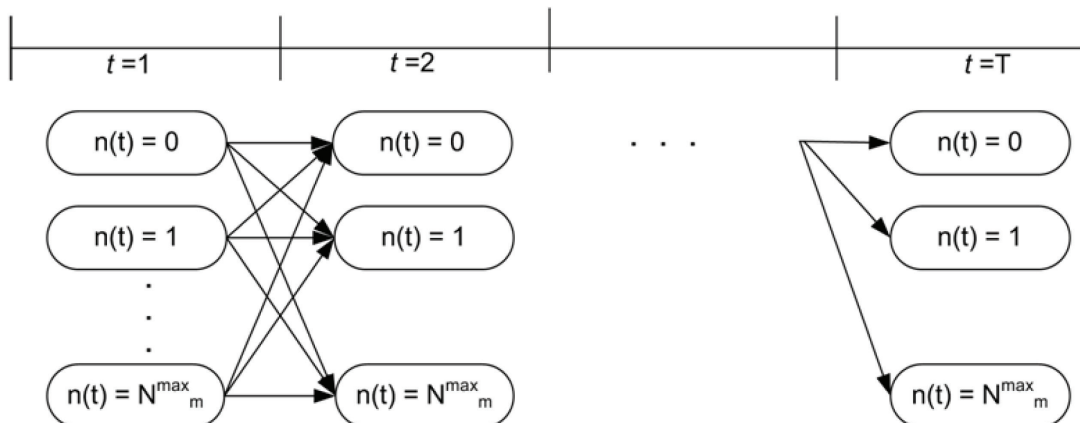 t =1 t =2 t =T
n(t) = 0 n(t) = 0 . . . n(t) = 0
n(t) = 1 n(t) = 1 n(t) = 1
.
.
.
n(t) = N^max_m n(t) = N^max_m n(t) = N^max_m